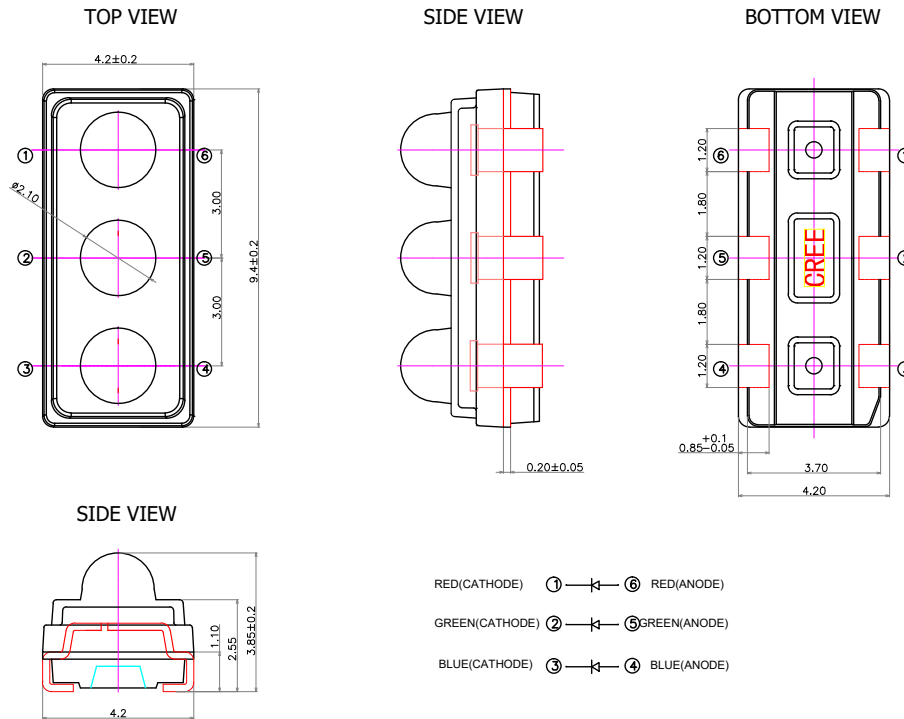 TOP VIEW
SIDE VIEW
BOTTOM VIEW
4.2±0.2
① ⑥
ø2.10
3.00
② ⑤
9.4±0.2
3.00
③ ④
0.20±0.05
1.20
⑥
1.80
1.20
⑤
CREE
1.80
1.20
④
+0.1
0.85-0.05
3.70
4.20
SIDE VIEW
1.10
2.55
3.85±0.2
4.2
RED(CATHODE) ① ⑥ RED(ANODE)
GREEN(CATHODE) ② ⑤ GREEN(ANODE)
BLUE(CATHODE) ③ ④ BLUE(ANODE)